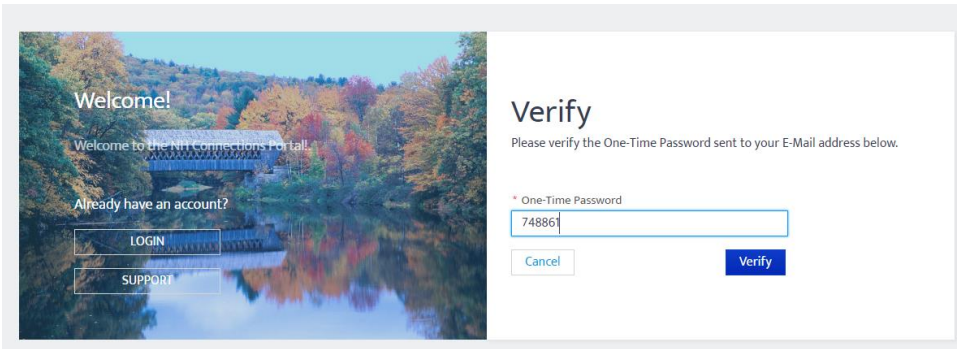 Welcome!
Welcome to the NH Connections Portal!.
Already have an account?
LOGIN
SUPPORT
Verify
Please verify the One-Time Password sent to your E-Mail address below.
* One-Time Password
748861
Cancel
Verify